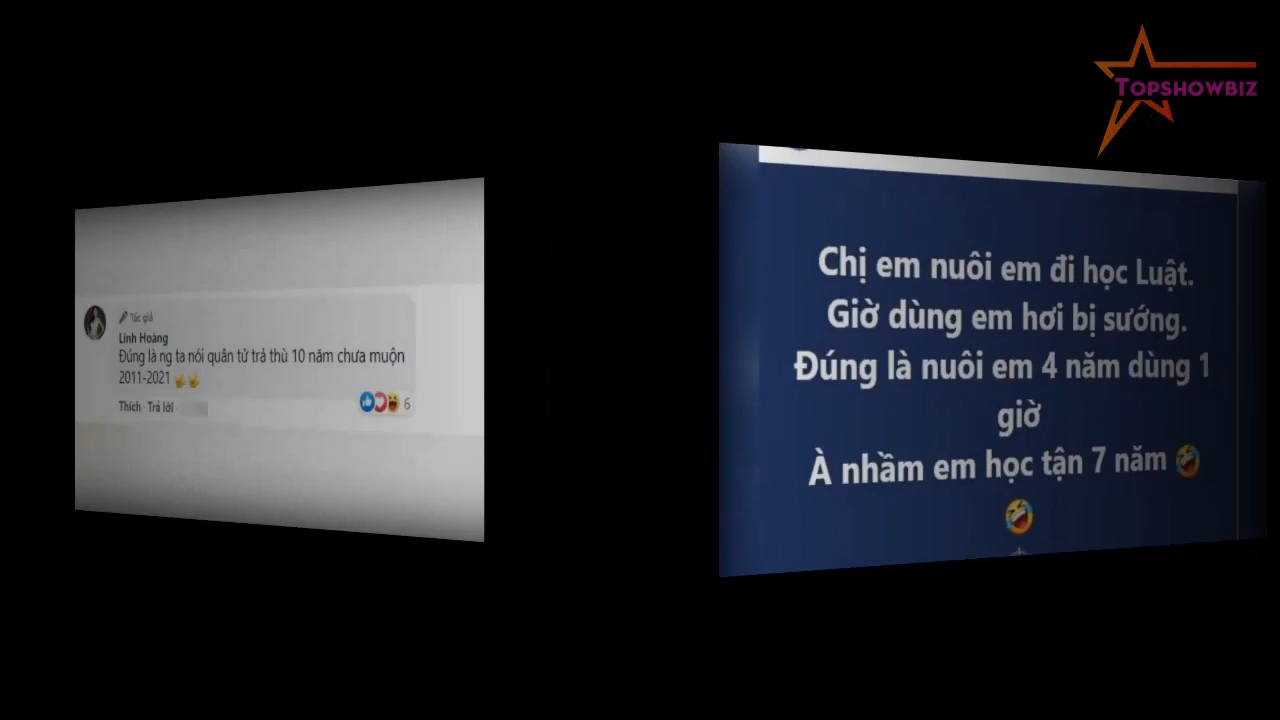 TOPSHOWBIZ
Tác giả
Linh Hoàng
Đúng là ng ta nói quân tử trả thù 10 năm chưa muộn
2011-2021
Thích · Trả lời ·
6
Chị em nuôi em đi học Luật.
Giờ dùng em hơi bị sướng.
Đúng là nuôi em 4 năm dùng 1
giờ
À nhầm em học tận 7 năm 🤣
🤣